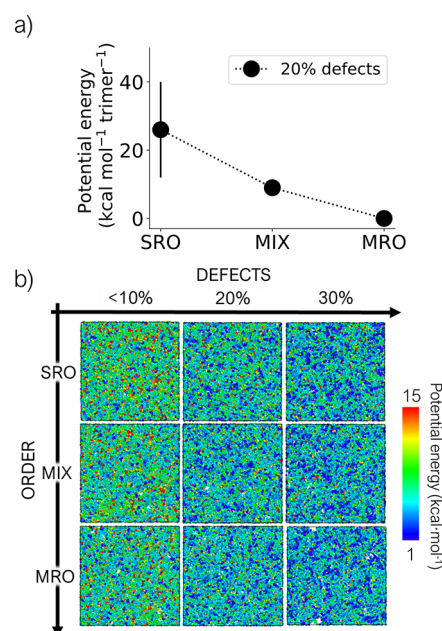 a)
Potential energy
(kcal mol⁻¹ trimer⁻¹)
40
20
0
20% defects
SRO MIX MRO
b)
DEFECTS
<10% 20% 30%
ORDER
SRO
MIX
MRO
15
1
Potential energy (kcal·mol⁻¹)